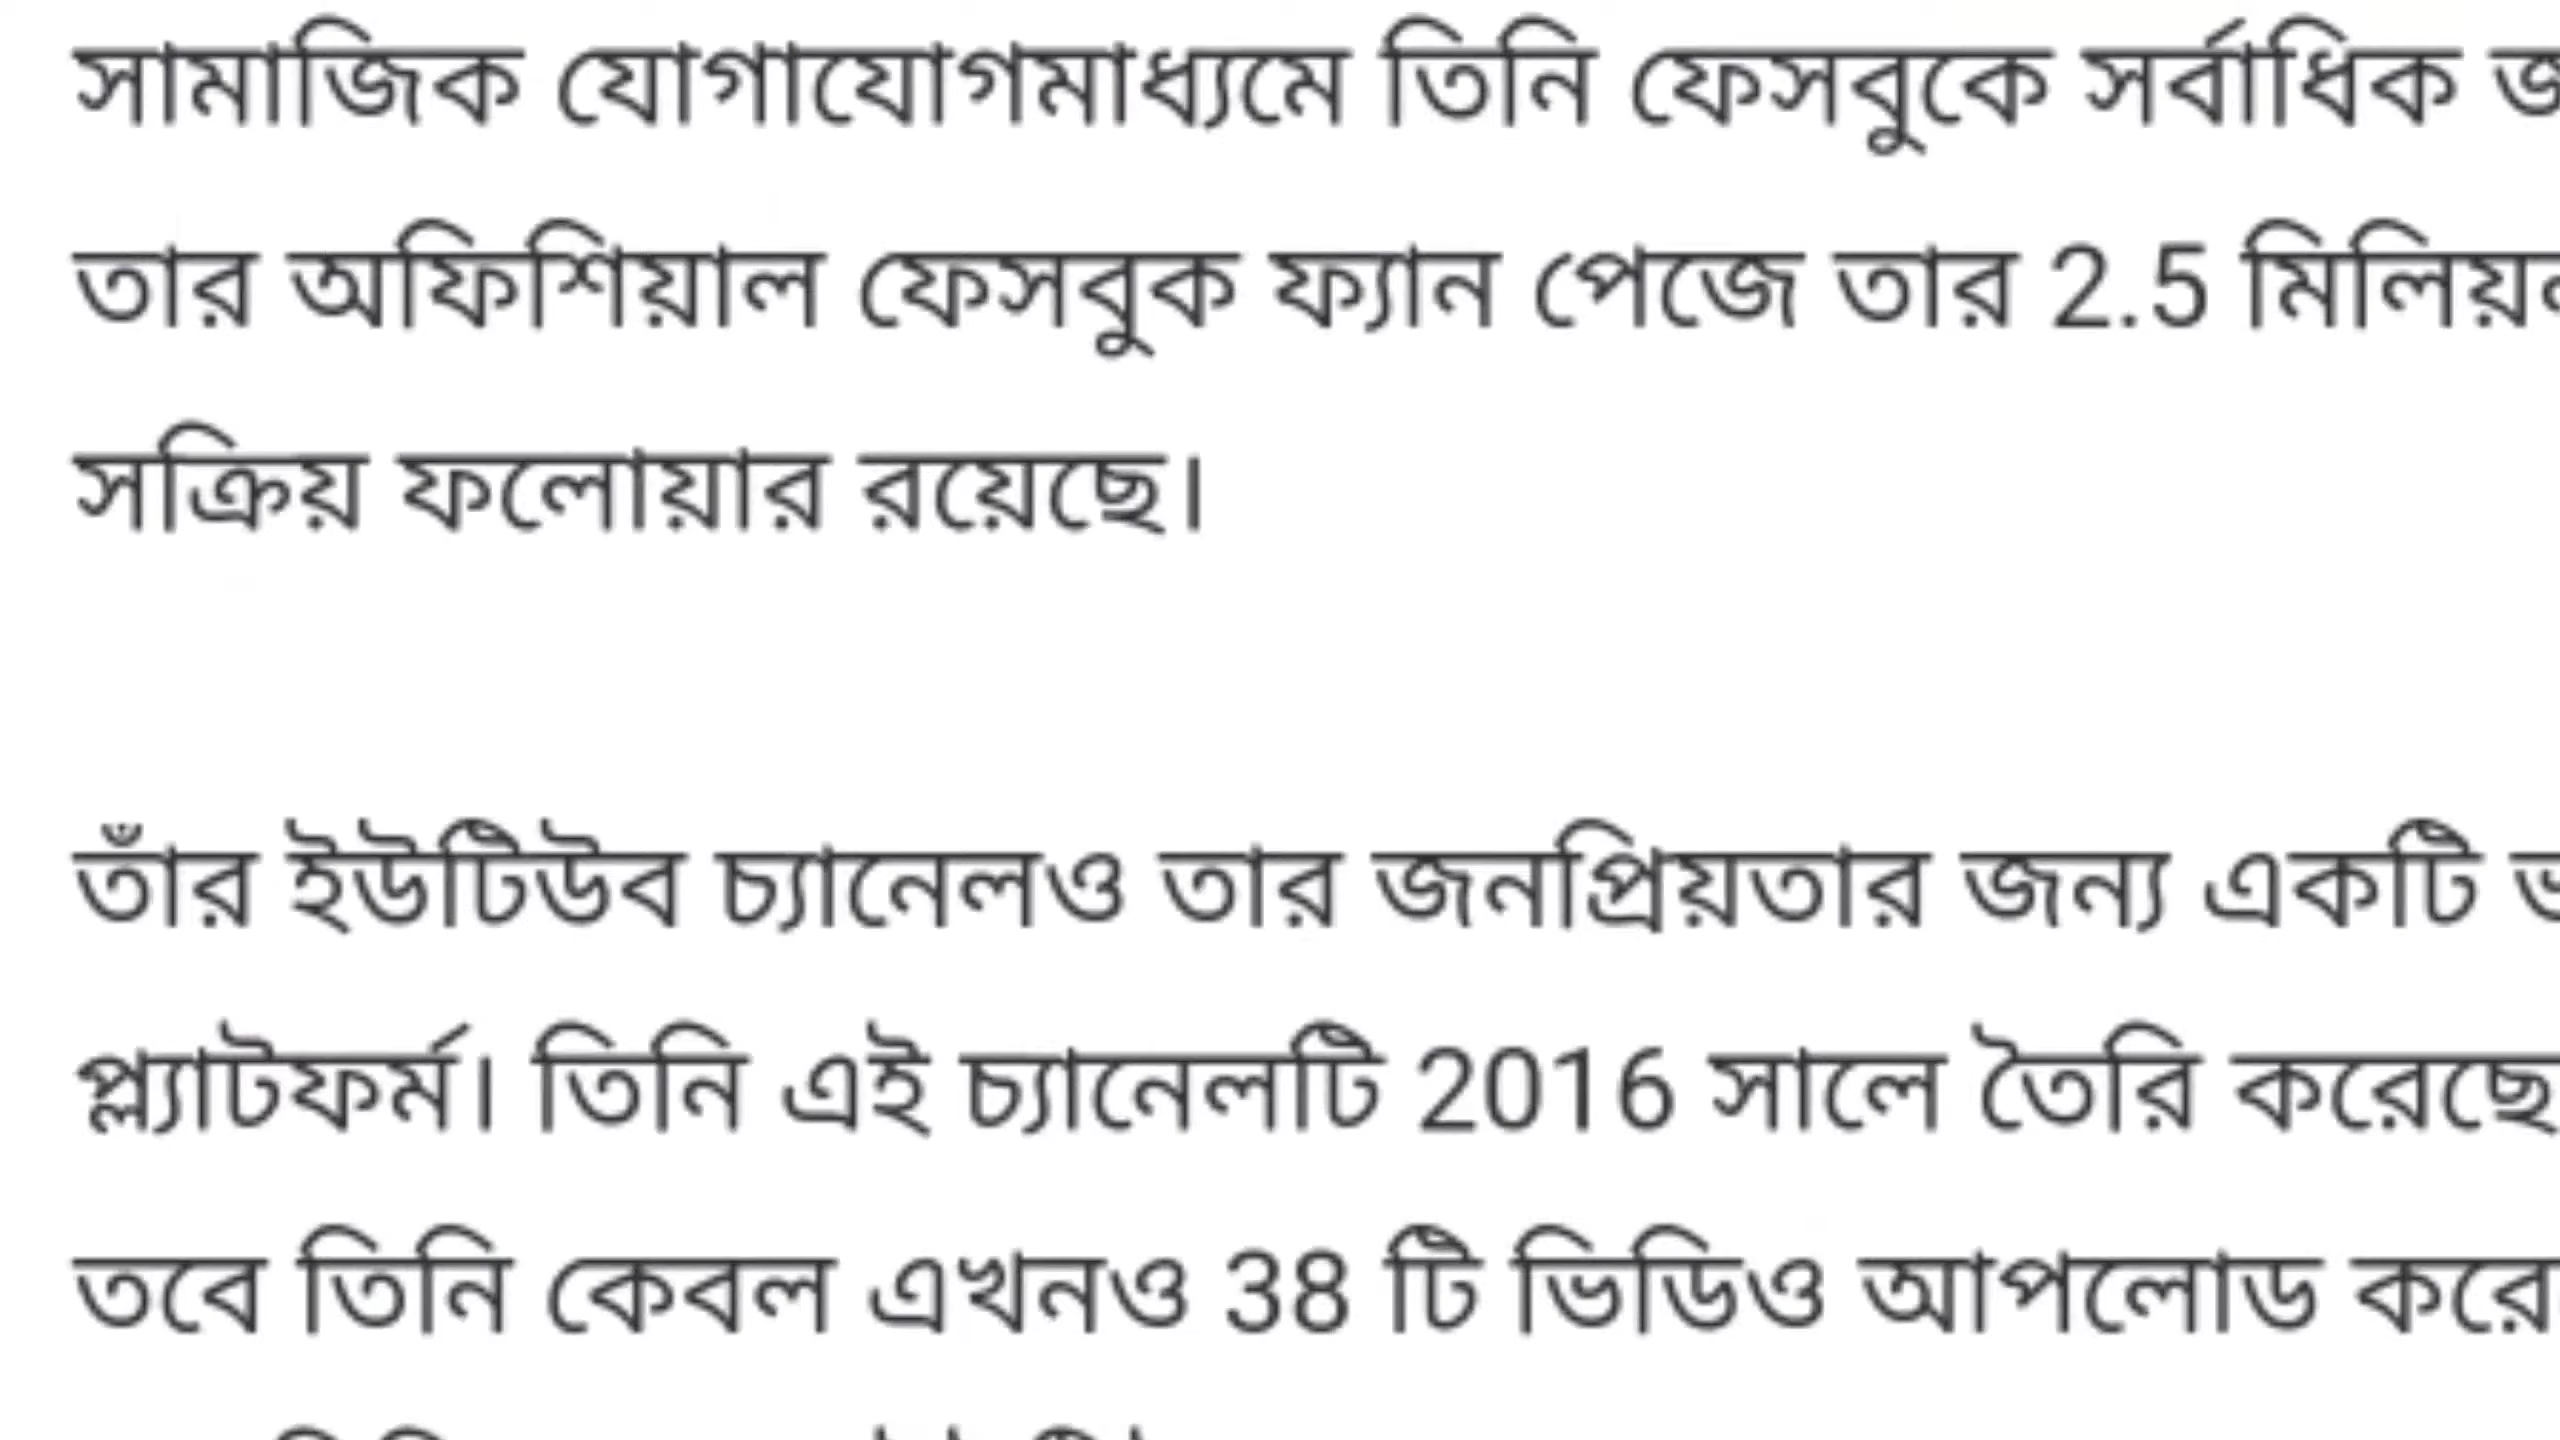 সামাজিক যোগাযোগমাধ্যমে তিনি ফেসবুকে সর্বাধিক
তার অফিশিয়াল ফেসবুক ফ্যান পেজে তার 2.5 মিলিয়ন
সক্রিয় ফলোয়ার রয়েছে।
তাঁর ইউটিউব চ্যানেলও তার জনপ্রিয়তার জন্য একটি
প্ল্যাটফর্ম। তিনি এই চ্যানেলটি 2016 সালে তৈরি করেছে
তবে তিনি কেবল এখনও 38 টি ভিডিও আপলোড করে